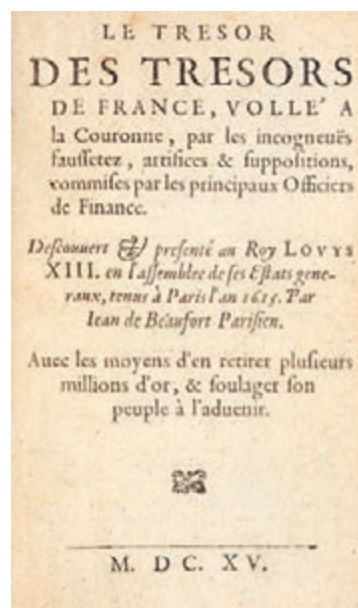 LE TRESOR
DES TRESORS
DE FRANCE, VOLLE' A
la Couronne, par les incogneuës
faussetez, artifices & suppositions,
commises par les principaux Officiers
de Finance.
Descouuert & presenté au Roy LOVYS
XIII. en l'assemblee de ses Estats gene-
raux, tenus à Paris l'an 1615. Par
Iean de Beaufort Parisien.
Auec les moyens d'en retirer plusieurs
millions d'or, & soulager son
peuple à l'aduenir.
M. D C. XV.